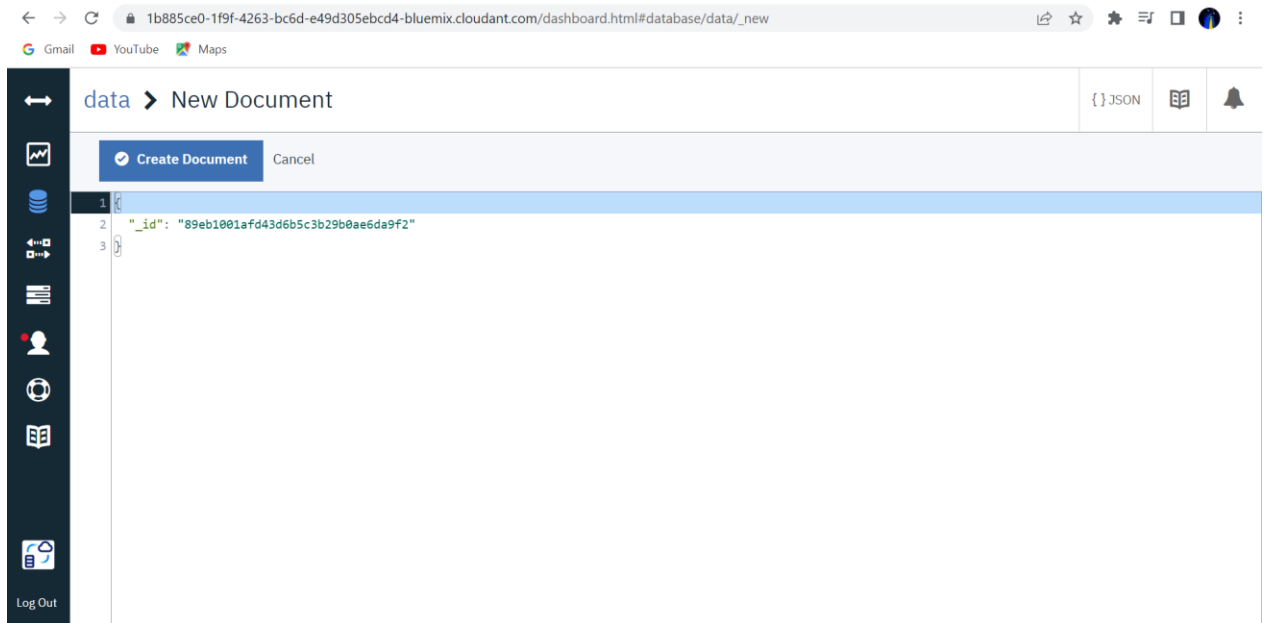 1b885ce0-1f9f-4263-bc6d-e49d305ebcd4-bluemix.cloudant.com/dashboard.html#database/data/_new
G Gmail YouTube Maps
data > New Document { } JSON
Create Document Cancel
1 {
2 "_id": "89eb1001afd43d6b5c3b29b0ae6da9f2"
3 }
Log Out